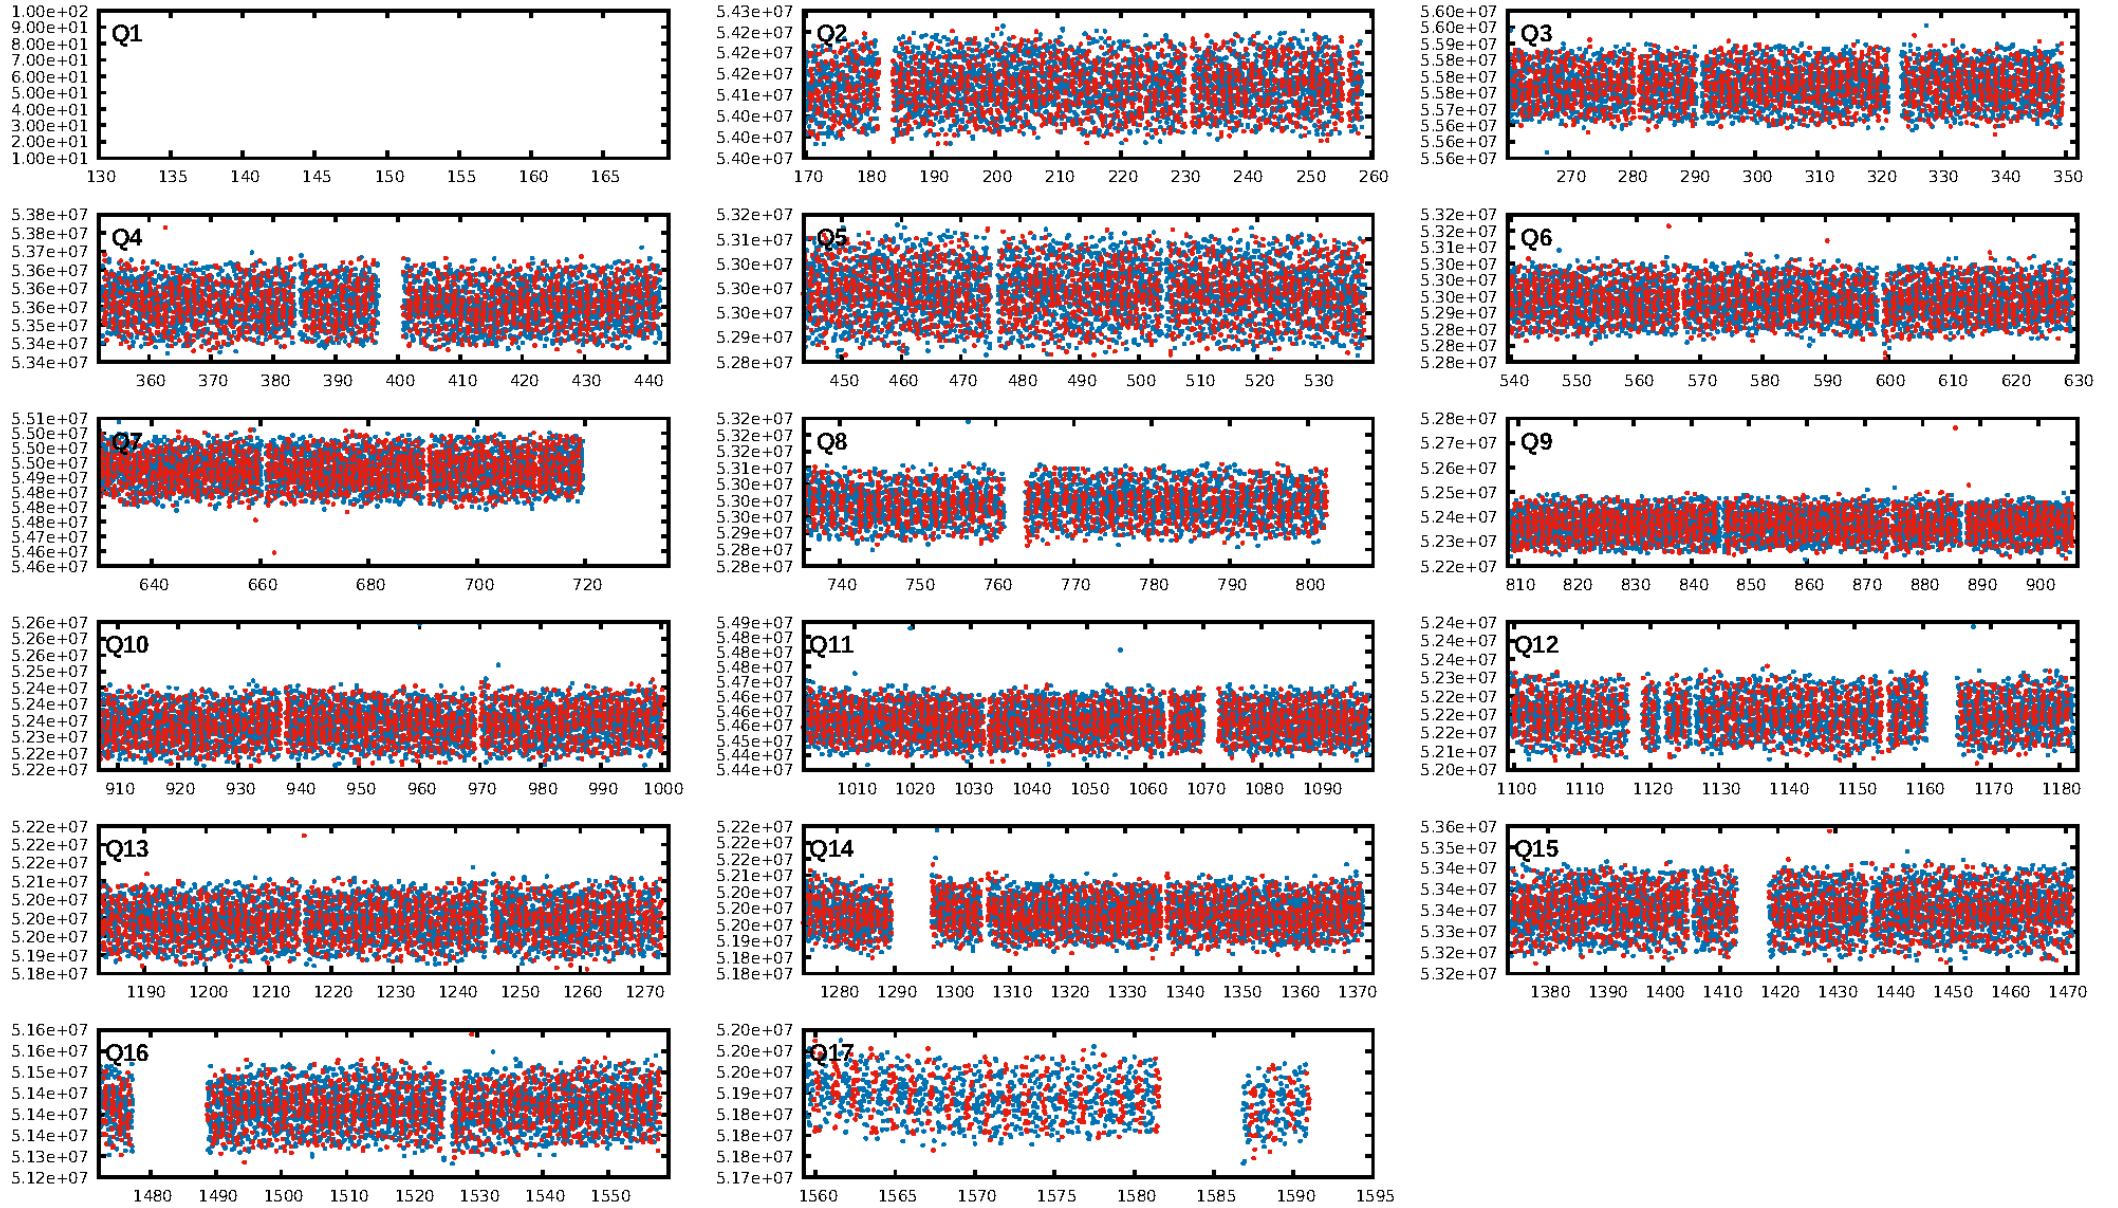 1.00e+02
9.00e+01
8.00e+01
7.00e+01
6.00e+01
5.00e+01
4.00e+01
3.00e+01
2.00e+01
1.00e+01
Q1
130 135 140 145 150 155 160 165
5.43e+07
5.42e+07
5.42e+07
5.42e+07
5.41e+07
5.40e+07
5.40e+07
5.40e+07
Q2
170 180 190 200 210 220 230 240 250 260
5.60e+07
5.60e+07
5.59e+07
5.58e+07
5.58e+07
5.58e+07
5.57e+07
5.56e+07
5.56e+07
5.56e+07
Q3
270 280 290 300 310 320 330 340 350
5.38e+07
5.38e+07
5.37e+07
5.36e+07
5.36e+07
5.36e+07
5.35e+07
5.34e+07
5.34e+07
Q4
360 370 380 390 400 410 420 430 440
5.32e+07
5.31e+07
5.30e+07
5.30e+07
5.30e+07
5.29e+07
5.28e+07
Q5
450 460 470 480 490 500 510 520 530
5.32e+07
5.32e+07
5.31e+07
5.30e+07
5.30e+07
5.30e+07
5.29e+07
5.28e+07
5.28e+07
5.28e+07
Q6
540 550 560 570 580 590 600 610 620 630
5.51e+07
5.50e+07
5.50e+07
5.50e+07
5.49e+07
5.48e+07
5.48e+07
5.48e+07
5.47e+07
5.46e+07
5.46e+07
Q7
640 660 680 700 720
5.32e+07
5.32e+07
5.32e+07
5.31e+07
5.30e+07
5.30e+07
5.30e+07
5.29e+07
5.28e+07
5.28e+07
Q8
740 750 760 770 780 790 800
5.28e+07
5.27e+07
5.26e+07
5.25e+07
5.24e+07
5.23e+07
5.22e+07
Q9
810 820 830 840 850 860 870 880 890 900
5.26e+07
5.26e+07
5.26e+07
5.25e+07
5.24e+07
5.24e+07
5.24e+07
5.23e+07
5.22e+07
5.22e+07
Q10
910 920 930 940 950 960 970 980 990 1000
5.49e+07
5.48e+07
5.48e+07
5.48e+07
5.47e+07
5.46e+07
5.46e+07
5.46e+07
5.45e+07
5.44e+07
5.44e+07
Q11
1010 1020 1030 1040 1050 1060 1070 1080 1090
5.24e+07
5.24e+07
5.24e+07
5.23e+07
5.22e+07
5.22e+07
5.22e+07
5.21e+07
5.20e+07
Q12
1100 1110 1120 1130 1140 1150 1160 1170 1180
5.22e+07
5.22e+07
5.22e+07
5.21e+07
5.20e+07
5.20e+07
5.20e+07
5.19e+07
5.18e+07
Q13
1190 1200 1210 1220 1230 1240 1250 1260 1270
5.22e+07
5.22e+07
5.22e+07
5.21e+07
5.20e+07
5.20e+07
5.20e+07
5.19e+07
5.18e+07
5.18e+07
Q14
1280 1290 1300 1310 1320 1330 1340 1350 1360 1370
5.36e+07
5.35e+07
5.34e+07
5.34e+07
5.34e+07
5.33e+07
5.32e+07
5.32e+07
Q15
1380 1390 1400 1410 1420 1430 1440 1450 1460 1470
5.16e+07
5.16e+07
5.15e+07
5.14e+07
5.14e+07
5.14e+07
5.13e+07
5.12e+07
Q16
1480 1490 1500 1510 1520 1530 1540 1550
5.20e+07
5.20e+07
5.20e+07
5.19e+07
5.18e+07
5.18e+07
5.18e+07
5.17e+07
Q17
1560 1565 1570 1575 1580 1585 1590 1595